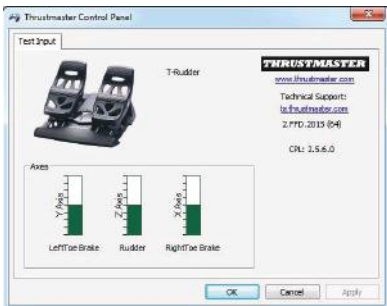 Thrustmaster Control Panel
Test Input
T-Rudder
THRUSTMASTER
www.thrustmaster.com
Technical Support:
ts.thrustmaster.com
2.FFD.2015 (64)
CPL: 2.5.6.0
Axes
Y Axis
Z Axis
X Axis
LeftToe Brake
Rudder
RightToe Brake
OK
Cancel
Apply